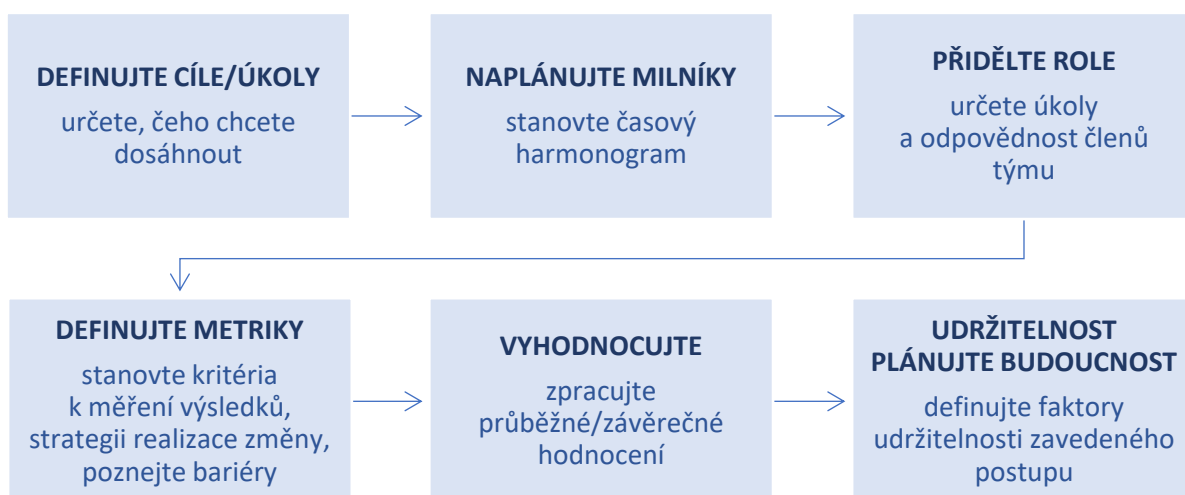 DEFINUJTE CÍLE/ÚKOLY
určete, čeho chcete
dosáhnout
NAPLÁNUJTE MILNÍKY
stanovte časový
harmonogram
PŘIDĚLTE ROLE
určete úkoly
a odpovědnost členů
týmu
DEFINUJTE METRIKY
stanovte kritéria
k měření výsledků,
strategii realizace změny,
poznejte bariéry
VYHODNOCUJTE
zpracujte
průběžné/závěrečné
hodnocení
UDRŽITELNOST
PLÁNUJTE BUDOUCNOST
definujte faktory
udržitelnosti zavedeného
postupu